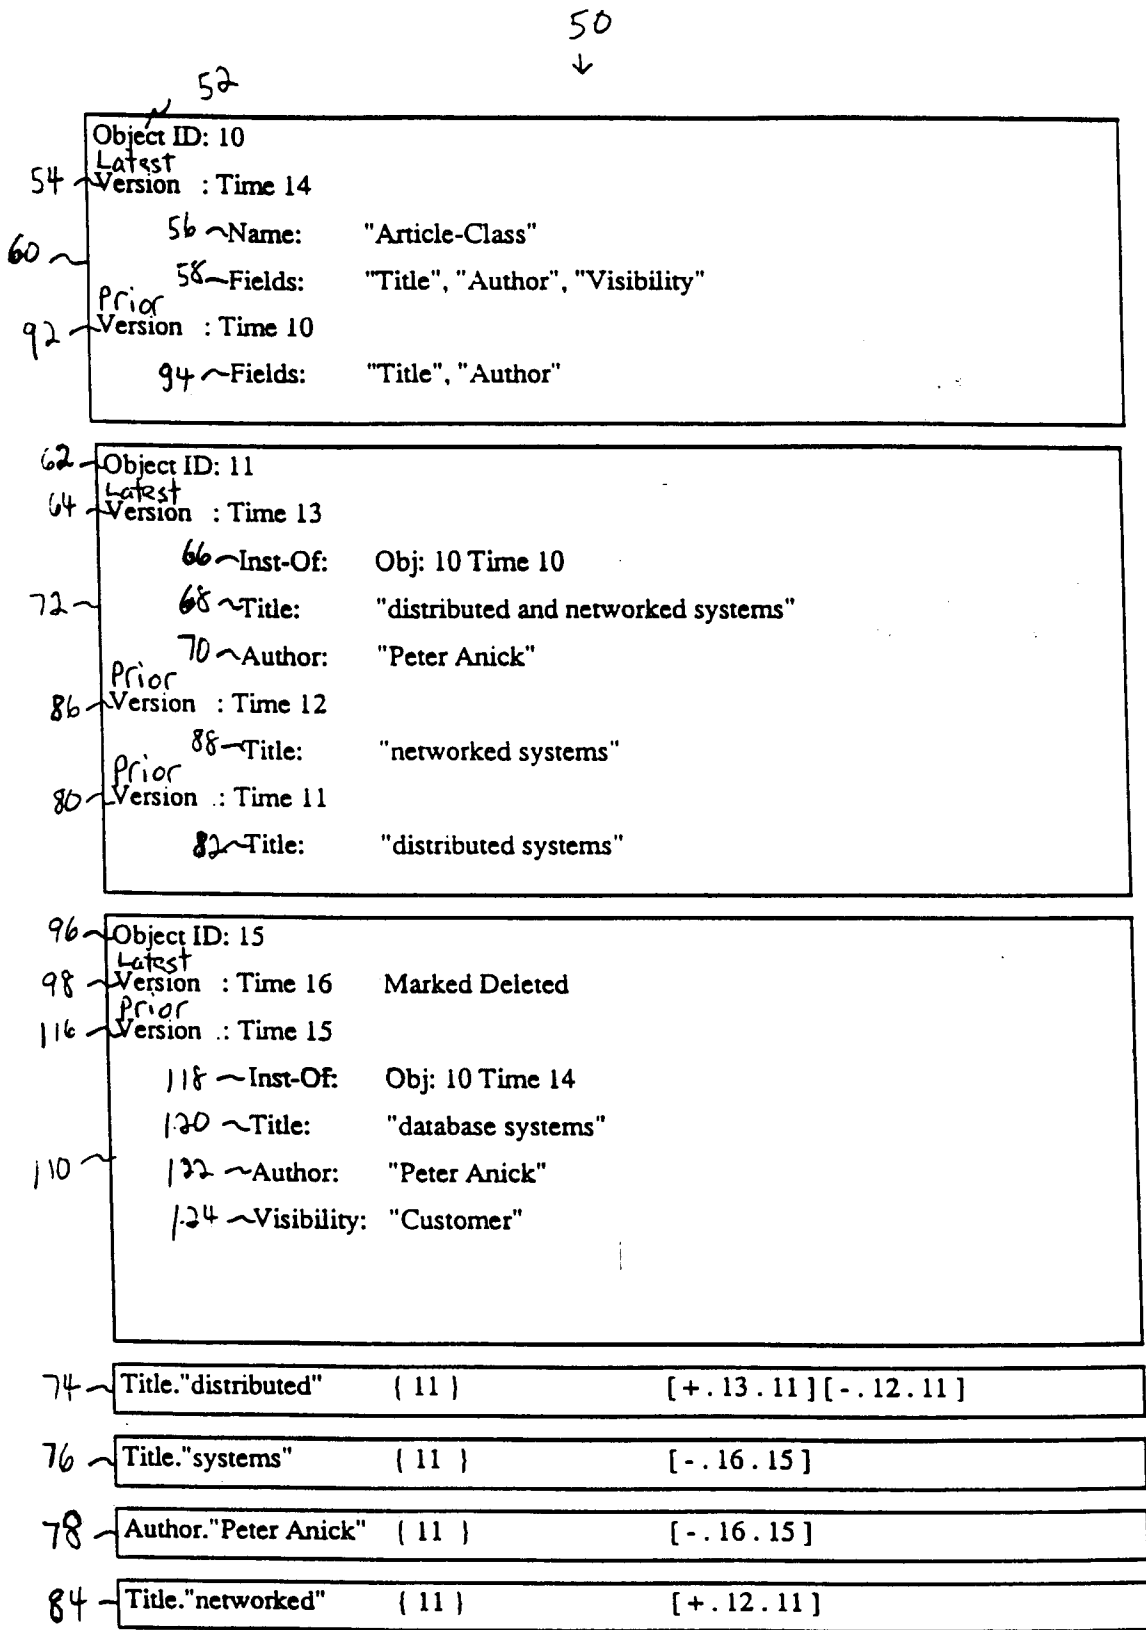 50
↓
52
Object ID: 10
Latest
54 Version : Time 14
56 Name: "Article-Class"
60
58 Fields: "Title", "Author", "Visibility"
Prior
92 Version : Time 10
94 Fields: "Title", "Author"
62 Object ID: 11
Latest
64 Version : Time 13
66 Inst-Of: Obj: 10 Time 10
72 68 Title: "distributed and networked systems"
70 Author: "Peter Anick"
Prior
86 Version : Time 12
88 Title: "networked systems"
Prior
80 Version .: Time 11
82 Title: "distributed systems"
96 Object ID: 15
Latest
98 Version : Time 16 Marked Deleted
Prior
116 Version .: Time 15
118 Inst-Of: Obj: 10 Time 14
120 Title: "database systems"
110 122 Author: "Peter Anick"
124 Visibility: "Customer"
74 Title."distributed" { 11 } [ + . 13 . 11 ] [ - . 12 . 11 ]
76 Title."systems" { 11 } [ - . 16 . 15 ]
78 Author."Peter Anick" { 11 } [ - . 16 . 15 ]
84 Title."networked" { 11 } [ + . 12 . 11 ]